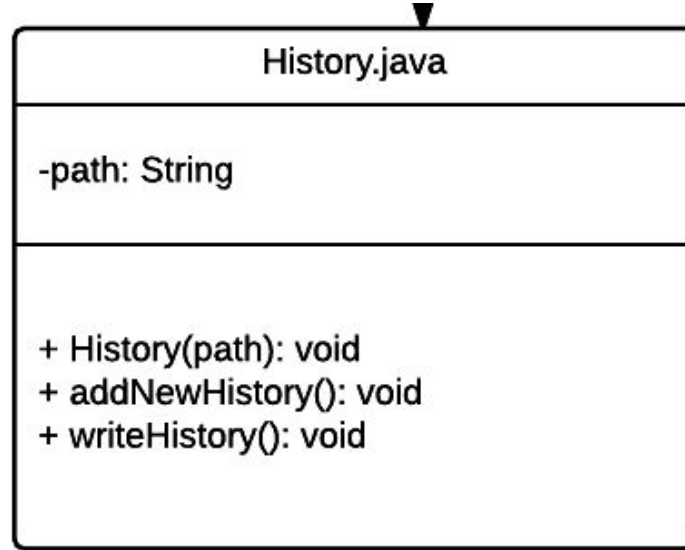 History.java
-path: String
+ History(path): void
+ addNewHistory(): void
+ writeHistory(): void